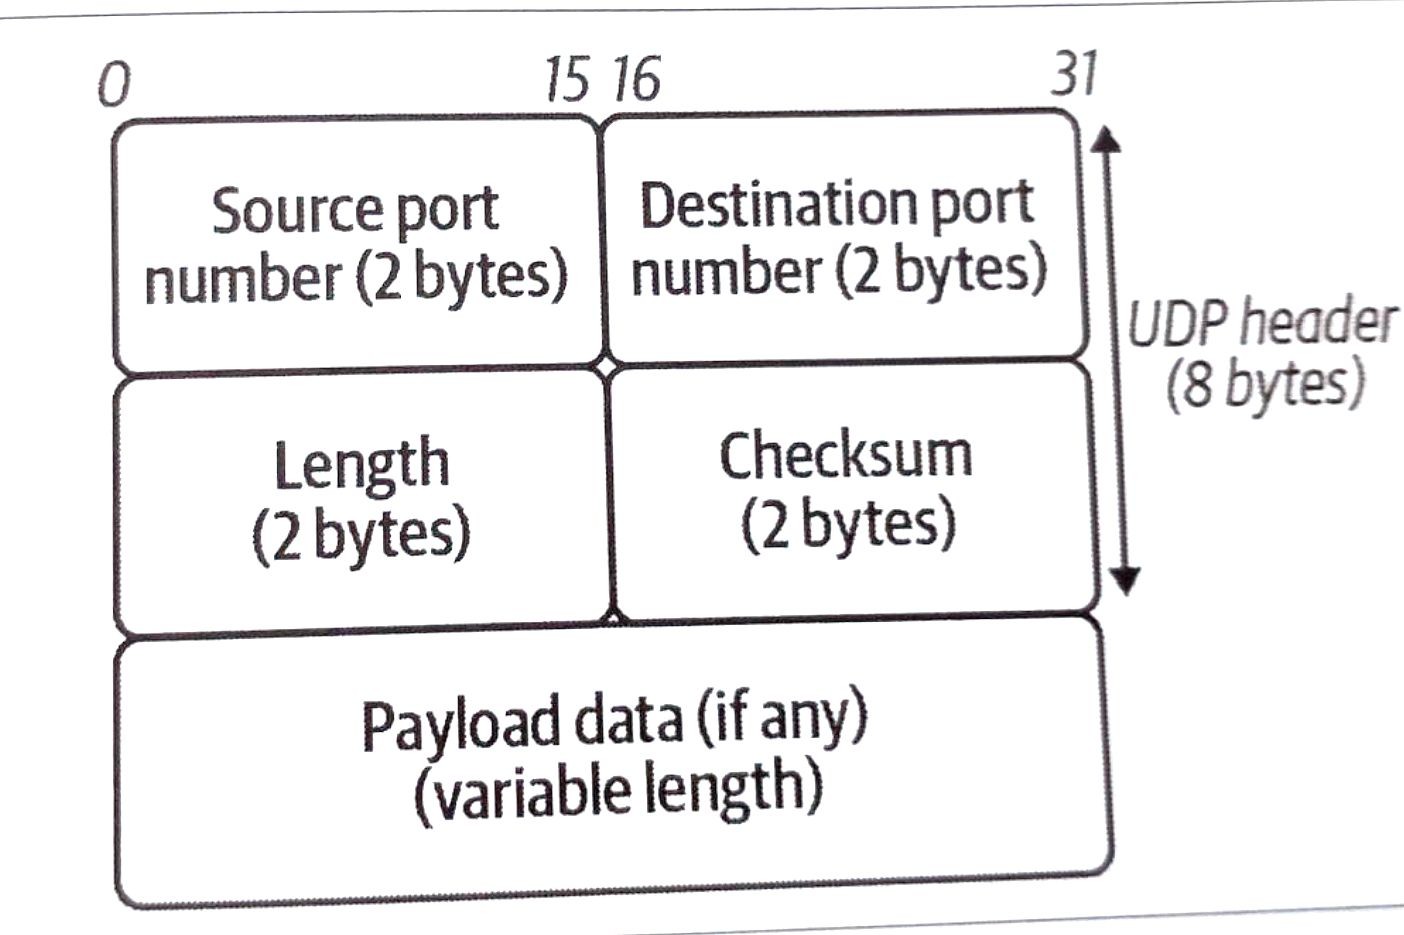 0 15 16 31
Source port
number (2 bytes)
Destination port
number (2 bytes)
UDP header
(8 bytes)
Length
(2 bytes)
Checksum
(2 bytes)
Payload data (if any)
(variable length)